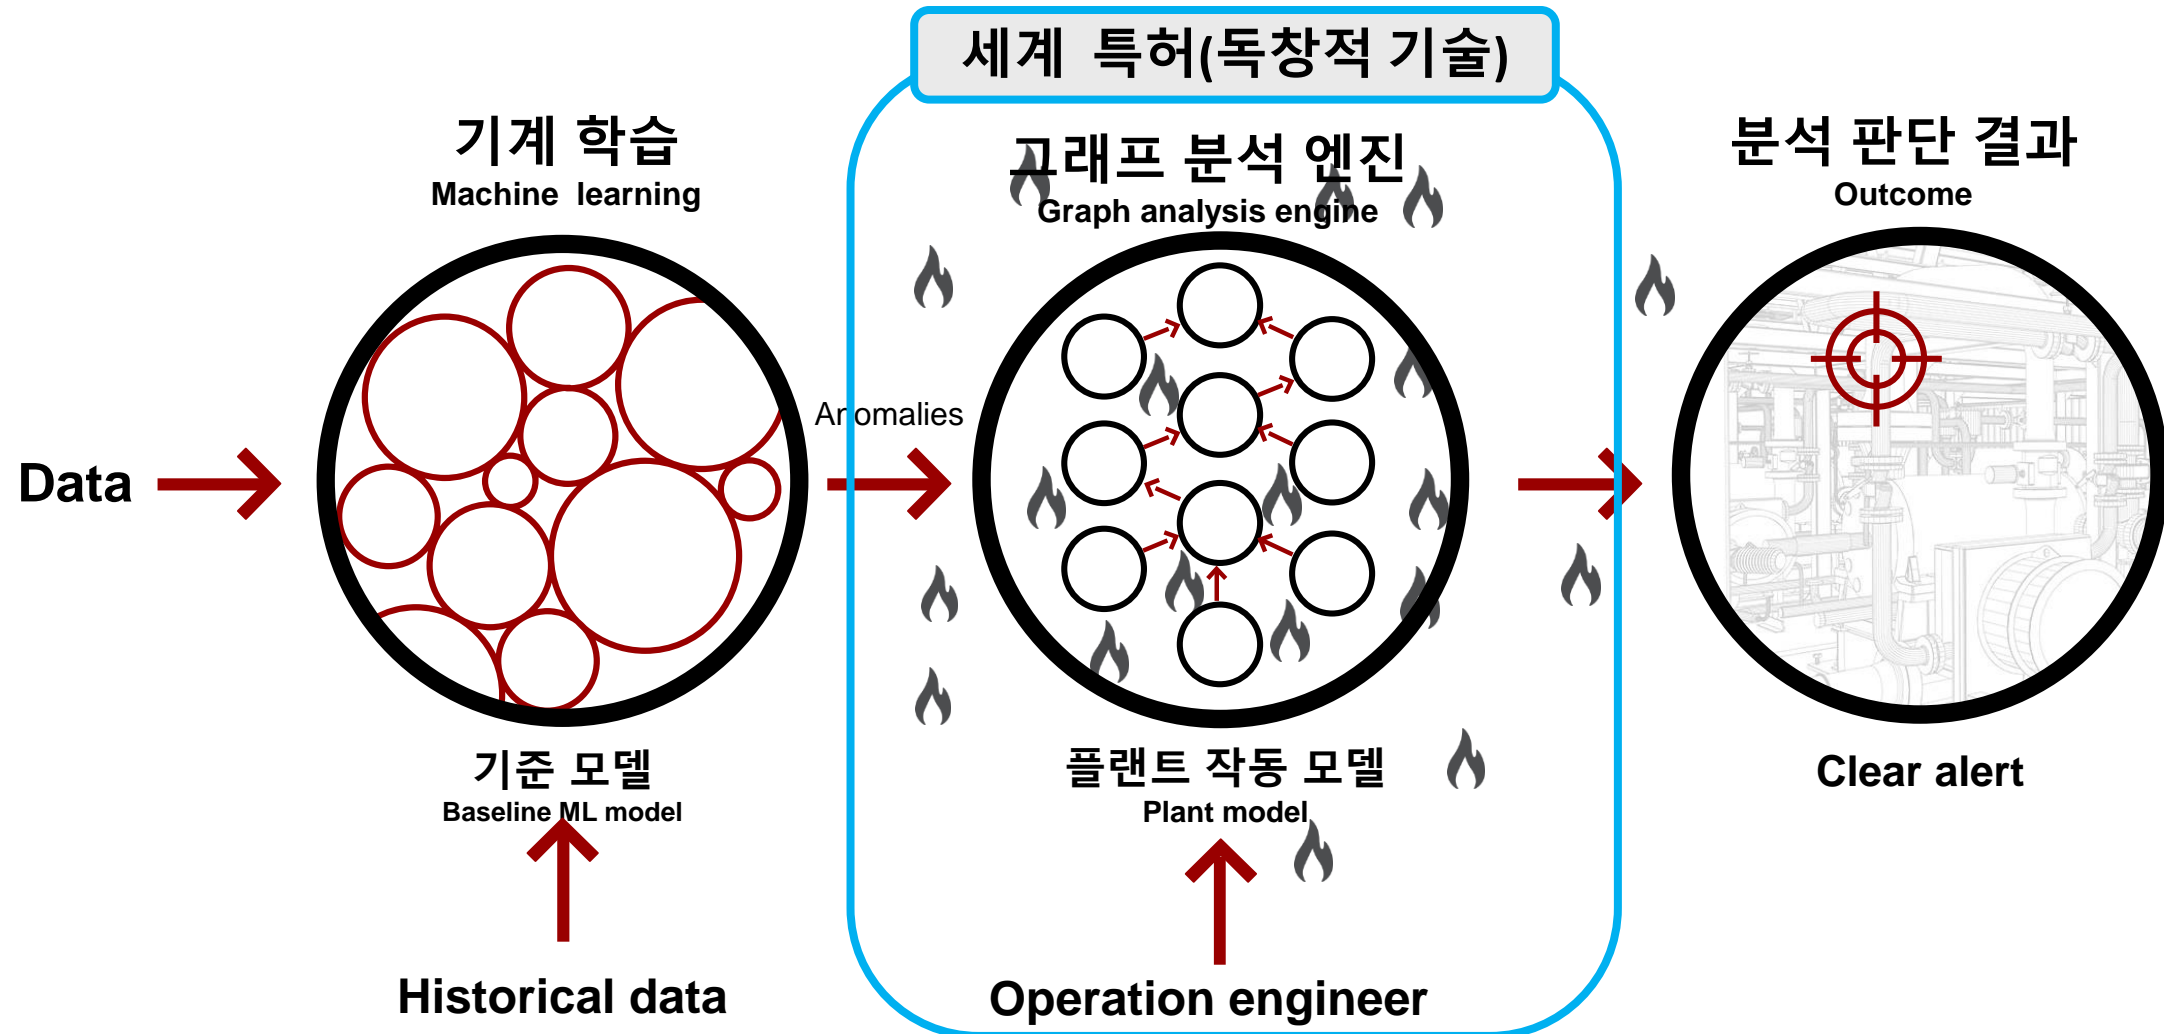 세계 특허(독창적 기술)
기계 학습
Machine learning
그래프 분석 엔진
Graph analysis engine
분석 판단 결과
Outcome
Anomalies
Data
기준 모델
Baseline ML model
플랜트 작동 모델
Plant model
Clear alert
Historical data
Operation engineer